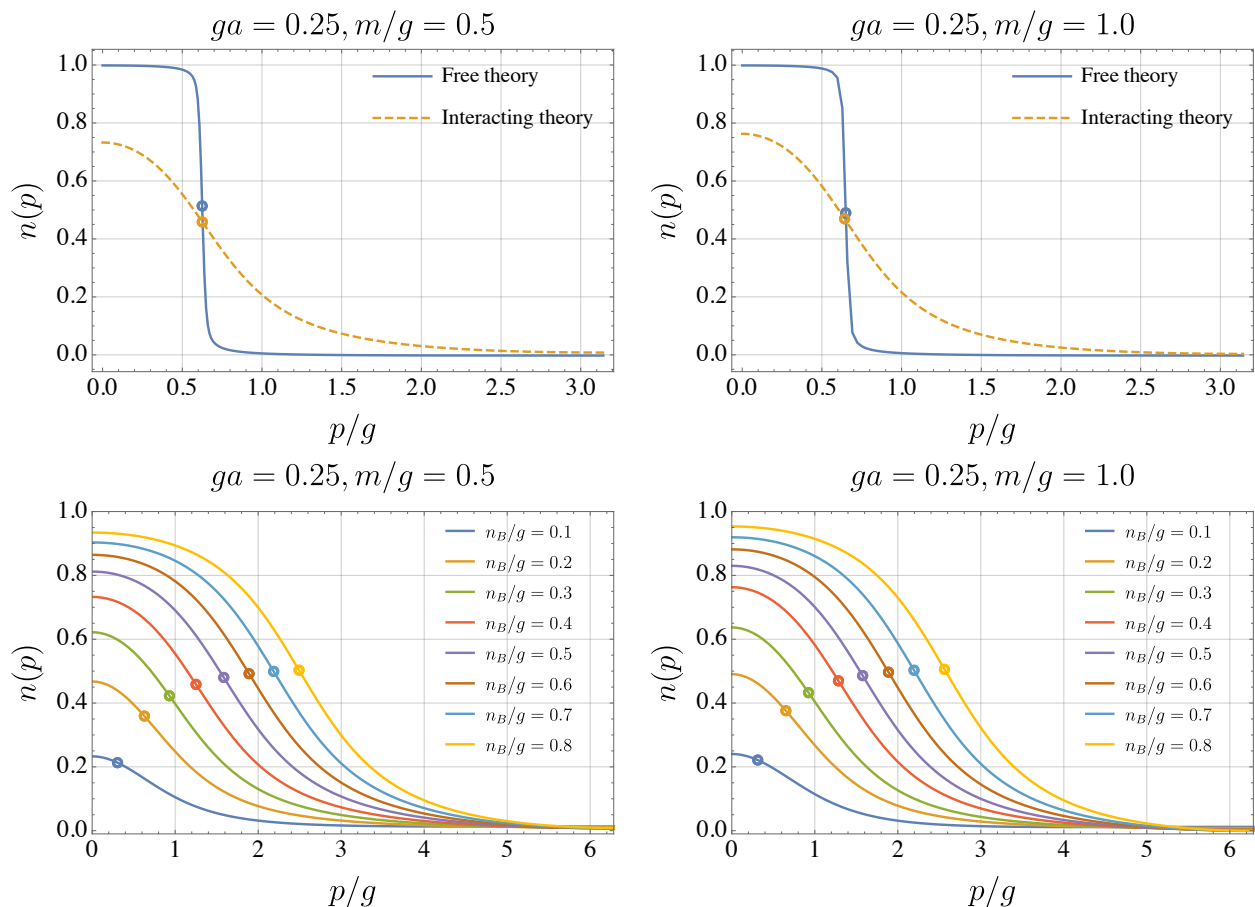 ga = 0.25, m/g = 0.5
n(p)
1.0
0.8
0.6
0.4
0.2
0.0
Free theory
Interacting theory
0.0 0.5 1.0 1.5 2.0 2.5 3.0
p/g
ga = 0.25, m/g = 1.0
n(p)
1.0
0.8
0.6
0.4
0.2
0.0
Free theory
Interacting theory
0.0 0.5 1.0 1.5 2.0 2.5 3.0
p/g
ga = 0.25, m/g = 0.5
n(p)
1.0
0.8
0.6
0.4
0.2
0.0
n_B/g = 0.1
n_B/g = 0.2
n_B/g = 0.3
n_B/g = 0.4
n_B/g = 0.5
n_B/g = 0.6
n_B/g = 0.7
n_B/g = 0.8
0 1 2 3 4 5 6
p/g
ga = 0.25, m/g = 1.0
n(p)
1.0
0.8
0.6
0.4
0.2
0.0
n_B/g = 0.1
n_B/g = 0.2
n_B/g = 0.3
n_B/g = 0.4
n_B/g = 0.5
n_B/g = 0.6
n_B/g = 0.7
n_B/g = 0.8
0 1 2 3 4 5 6
p/g